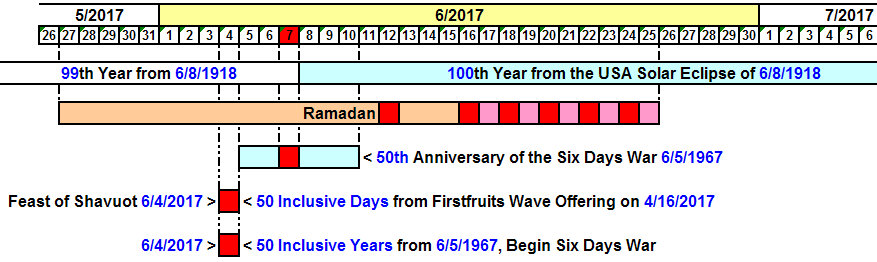 5/2017 6/2017 7/2017
26 27 28 29 30 31 1 2 3 4 5 6 7 8 9 10 11 12 13 14 15 16 17 18 19 20 21 22 23 24 25 26 27 28 29 30 1 2 3 4 5 6
99th Year from 6/8/1918 100th Year from the USA Solar Eclipse of 6/8/1918
Ramadan
< 50th Anniversary of the Six Days War 6/5/1967
Feast of Shavuot 6/4/2017 > < 50 Inclusive Days from Firstfruits Wave Offering on 4/16/2017
6/4/2017 > < 50 Inclusive Years from 6/5/1967, Begin Six Days War